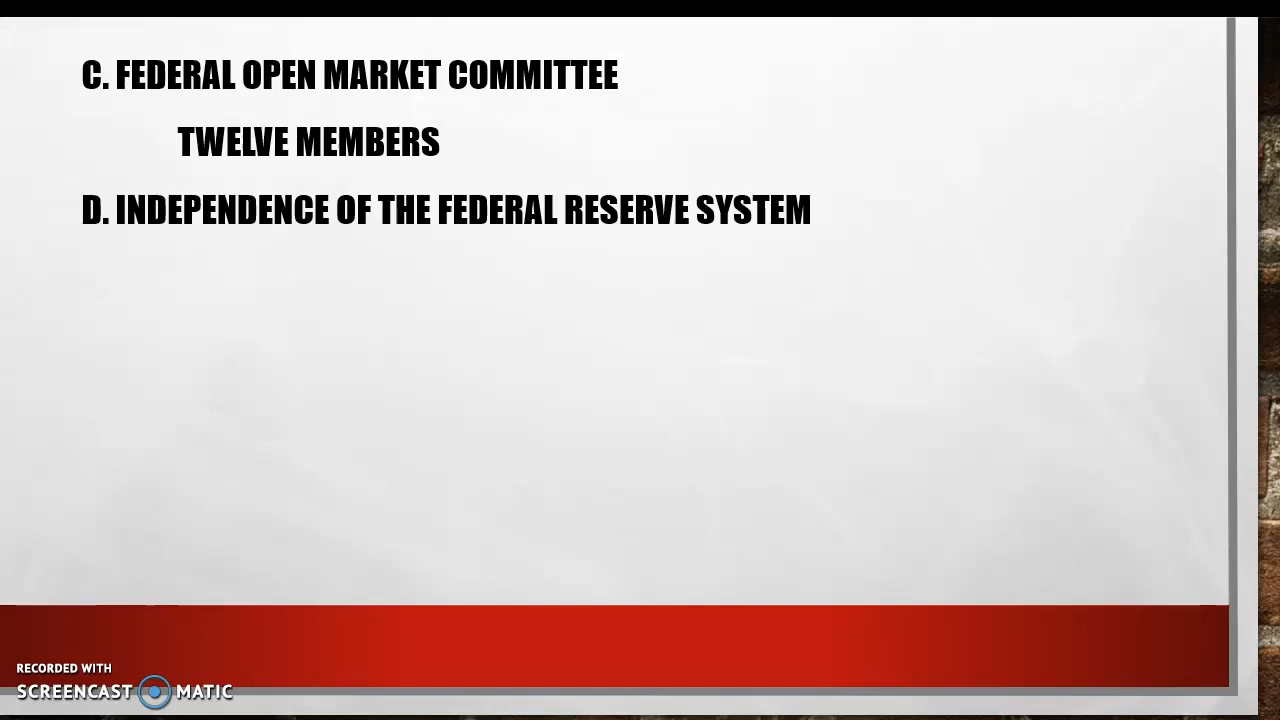 C. FEDERAL OPEN MARKET COMMITTEE
TWELVE MEMBERS
D. INDEPENDENCE OF THE FEDERAL RESERVE SYSTEM
RECORDED WITH
SCREENCAST MATIC